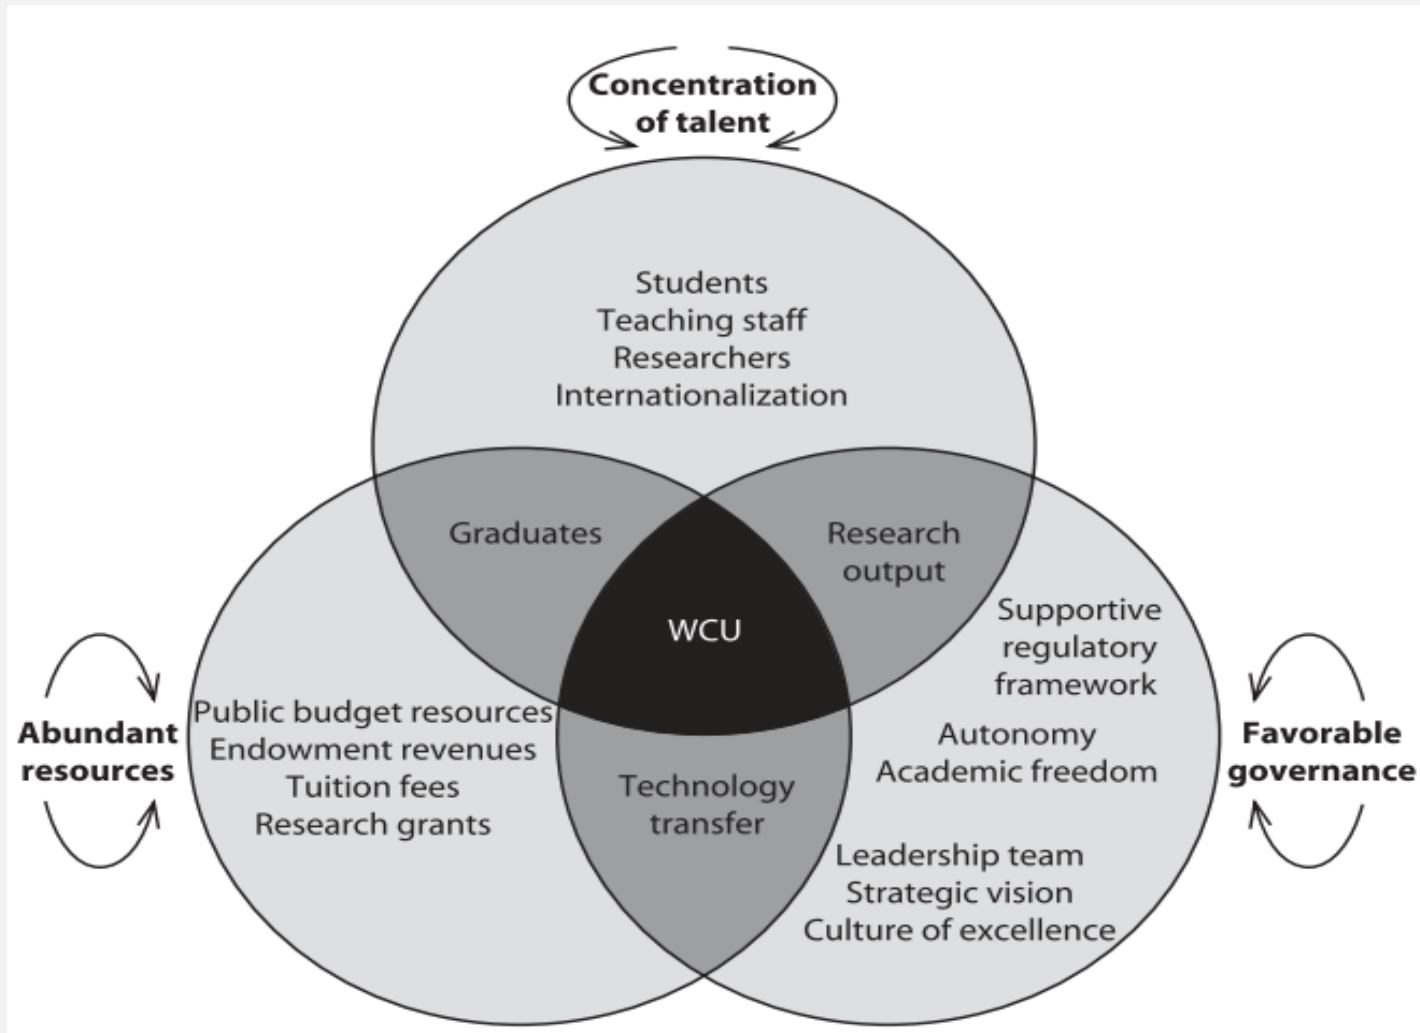 Concentration
of talent
Students
Teaching staff
Researchers
Internationalization
Graduates
Research
output
WCU
Supportive
regulatory
framework
Abundant
resources
Public budget resources
Endowment revenues
Tuition fees
Research grants
Technology
transfer
Autonomy
Academic freedom
Leadership team
Strategic vision
Culture of excellence
Favorable
governance